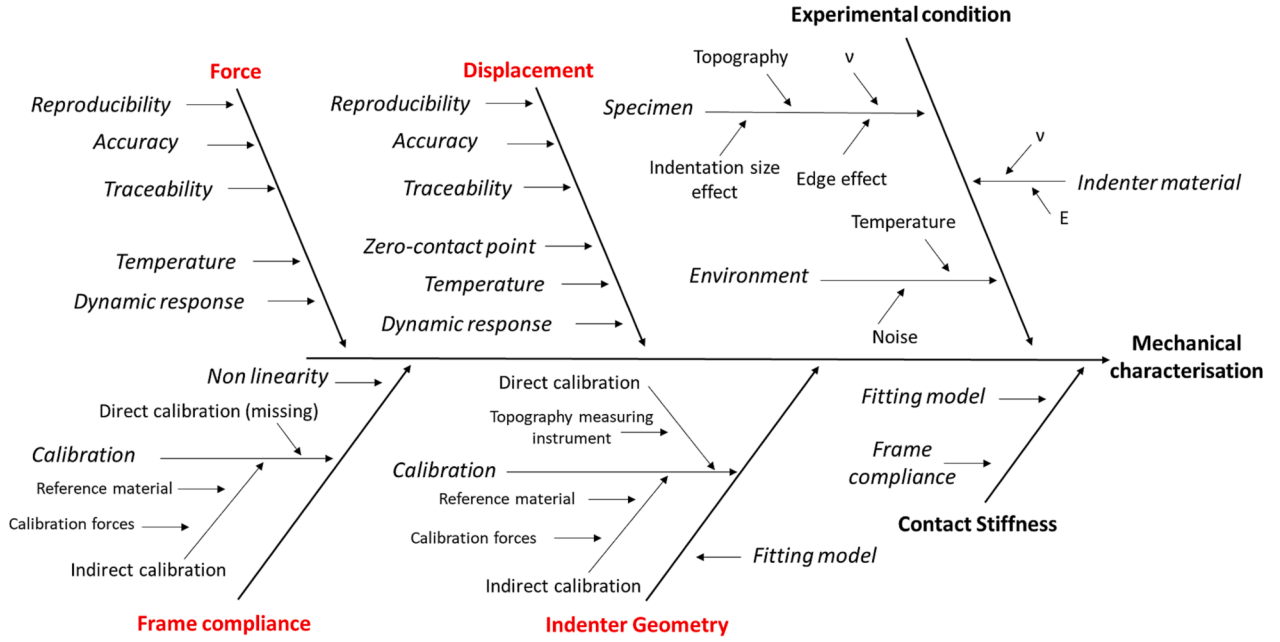 Experimental condition
Force
Displacement
Topography
ν
Reproducibility
Reproducibility
Specimen
Accuracy
Accuracy
ν
Traceability
Traceability
Indentation size
effect
Edge effect
Indenter material
E
Temperature
Zero-contact point
Temperature
Environment
Temperature
Dynamic response
Dynamic response
Noise
Mechanical
characterisation
Non linearity
Direct calibration
Direct calibration (missing)
Topography measuring
instrument
Fitting model
Calibration
Calibration
Frame
compliance
Reference material
Reference material
Calibration forces
Calibration forces
Contact Stiffness
Indirect calibration
Indirect calibration
Fitting model
Frame compliance
Indenter Geometry